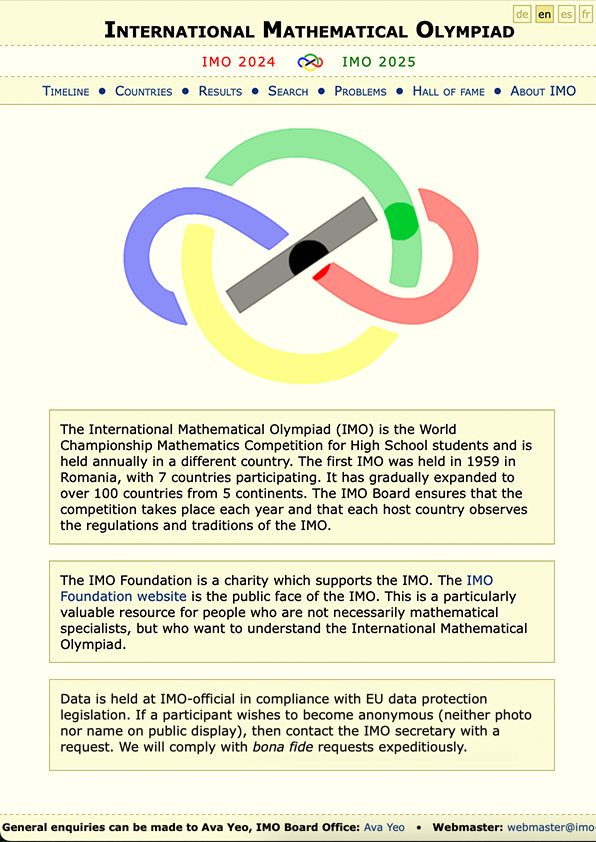 de en es fr
International Mathematical Olympiad
IMO 2024 IMO 2025
Timeline • Countries • Results • Search • Problems • Hall of fame • About IMO
The International Mathematical Olympiad (IMO) is the World
Championship Mathematics Competition for High School students and is
held annually in a different country. The first IMO was held in 1959 in
Romania, with 7 countries participating. It has gradually expanded to
over 100 countries from 5 continents. The IMO Board ensures that the
competition takes place each year and that each host country observes
the regulations and traditions of the IMO.
The IMO Foundation is a charity which supports the IMO. The IMO
Foundation website is the public face of the IMO. This is a particularly
valuable resource for people who are not necessarily mathematical
specialists, but who want to understand the International Mathematical
Olympiad.
Data is held at IMO-official in compliance with EU data protection
legislation. If a participant wishes to become anonymous (neither photo
nor name on public display), then contact the IMO secretary with a
request. We will comply with bona fide requests expeditiously.
General enquiries can be made to Ava Yeo, IMO Board Office: Ava Yeo • Webmaster: webmaster@imo-